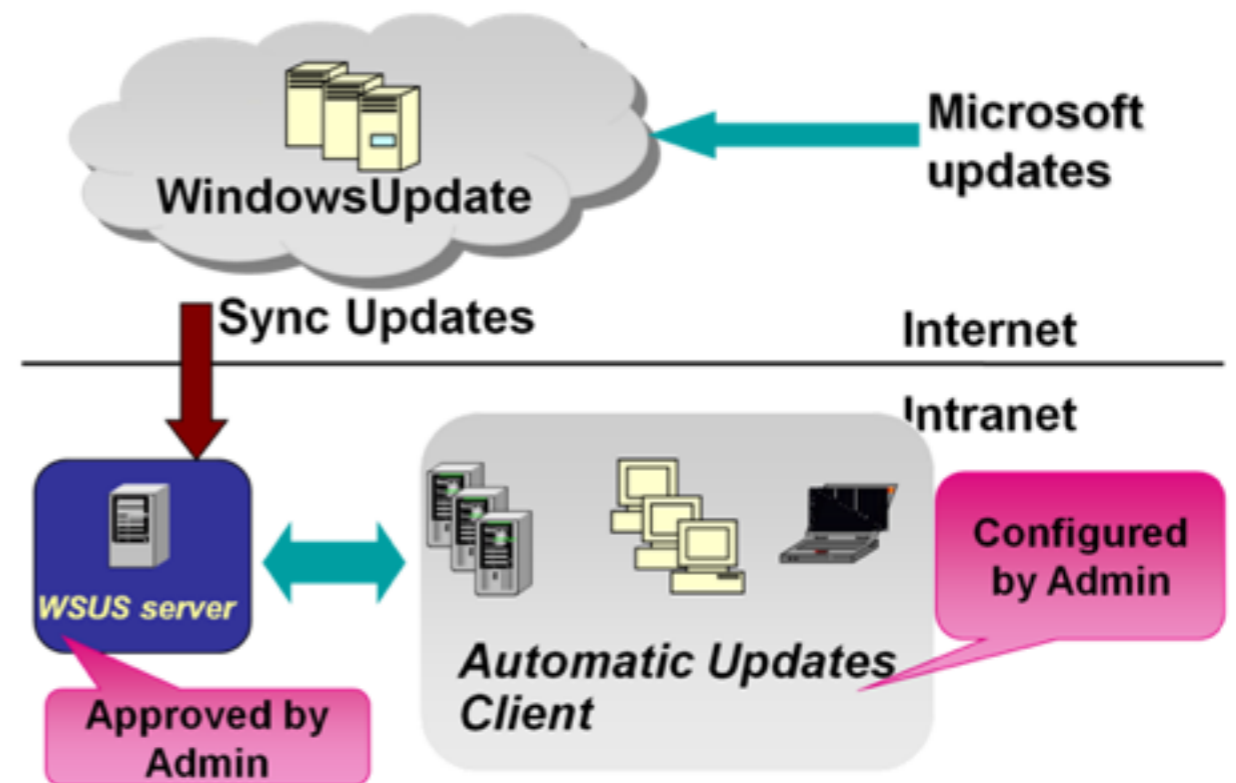 Microsoft
updates
WindowsUpdate
Sync Updates
Internet
Intranet
WSUS server
Configured
by Admin
Automatic Updates
Client
Approved by
Admin